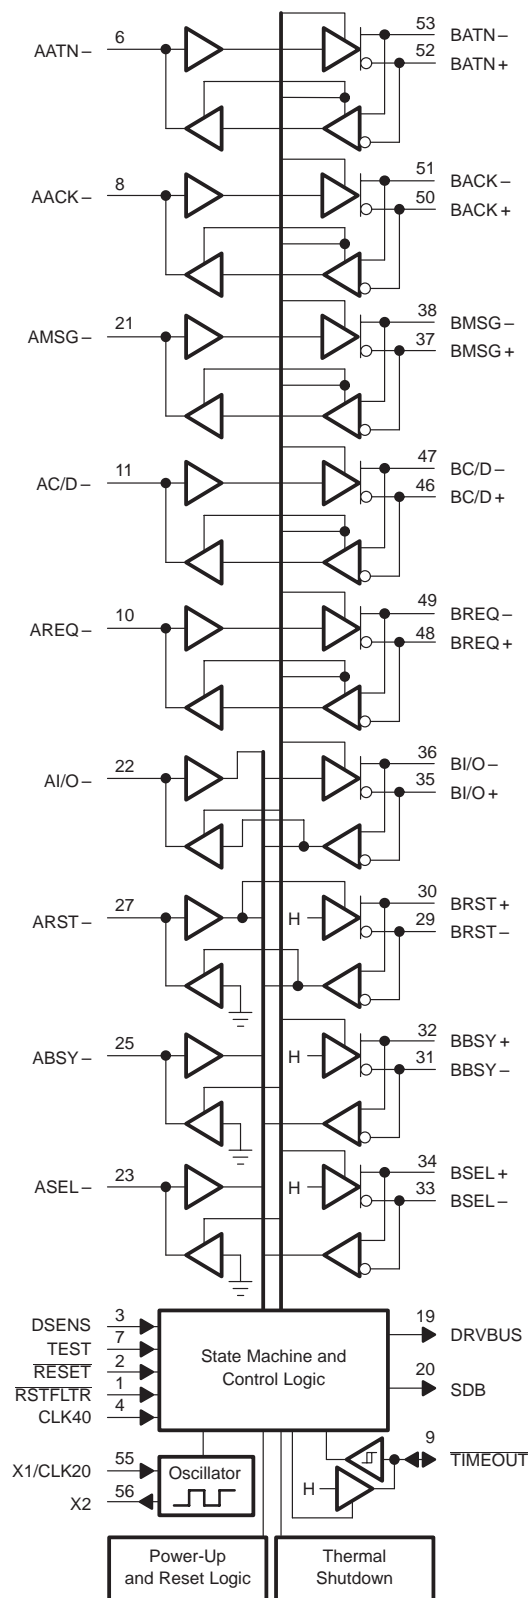 AATN– 6 53 BATN–
52 BATN+
AACK– 8 51 BACK–
50 BACK+
AMSG– 21 38 BMSG–
37 BMSG+
AC/D– 11 47 BC/D–
46 BC/D+
AREQ– 10 49 BREQ–
48 BREQ+
AI/O– 22 36 BI/O–
35 BI/O+
ARST– 27 H 30 BRST+
29 BRST–
ABSY– 25 H 32 BBSY+
31 BBSY–
ASEL– 23 H 34 BSEL+
33 BSEL–
DSENS 3
TEST 7
RESET 2
RSTFLTR 1
CLK40 4
State Machine and
Control Logic
19 DRVBUS
20 SDB
9 TIMEOUT
H
X1/CLK20 55
X2 56
Oscillator
Power-Up
and Reset Logic
Thermal
Shutdown